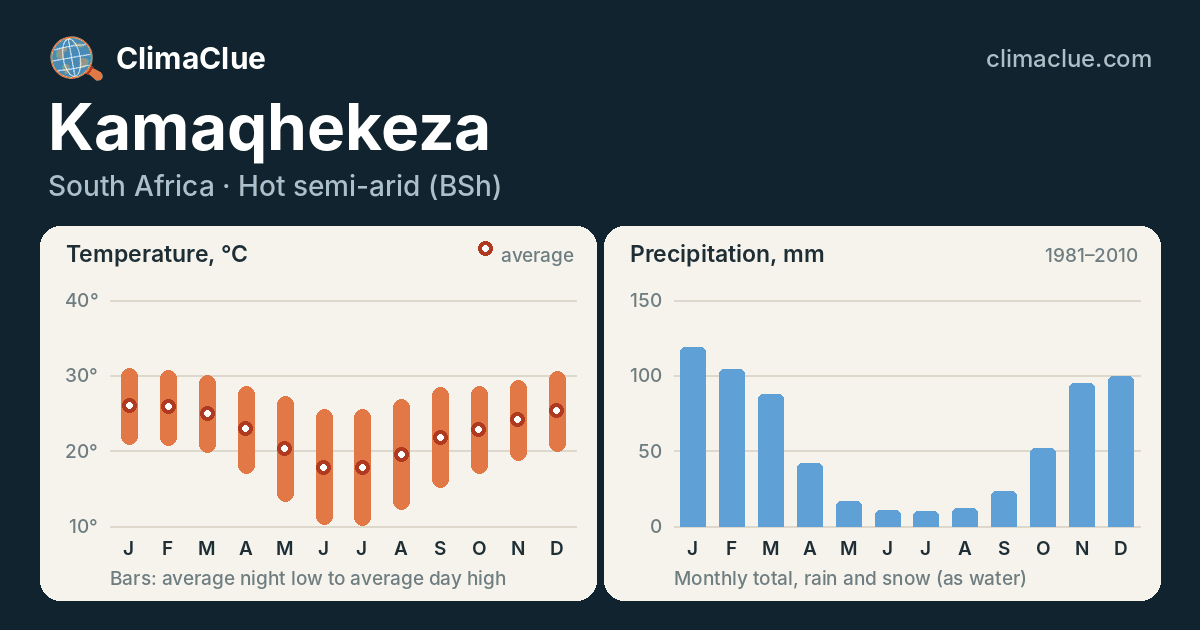 ClimaClue
climaclue.com
Kamaqhekeza
South Africa · Hot semi-arid (BSh)
Temperature, °C
average
40°
30°
20°
10°
J F M A M J J A S O N D
Bars: average night low to average day high
Precipitation, mm
1981–2010
150
100
50
0
J F M A M J J A S O N D
Monthly total, rain and snow (as water)